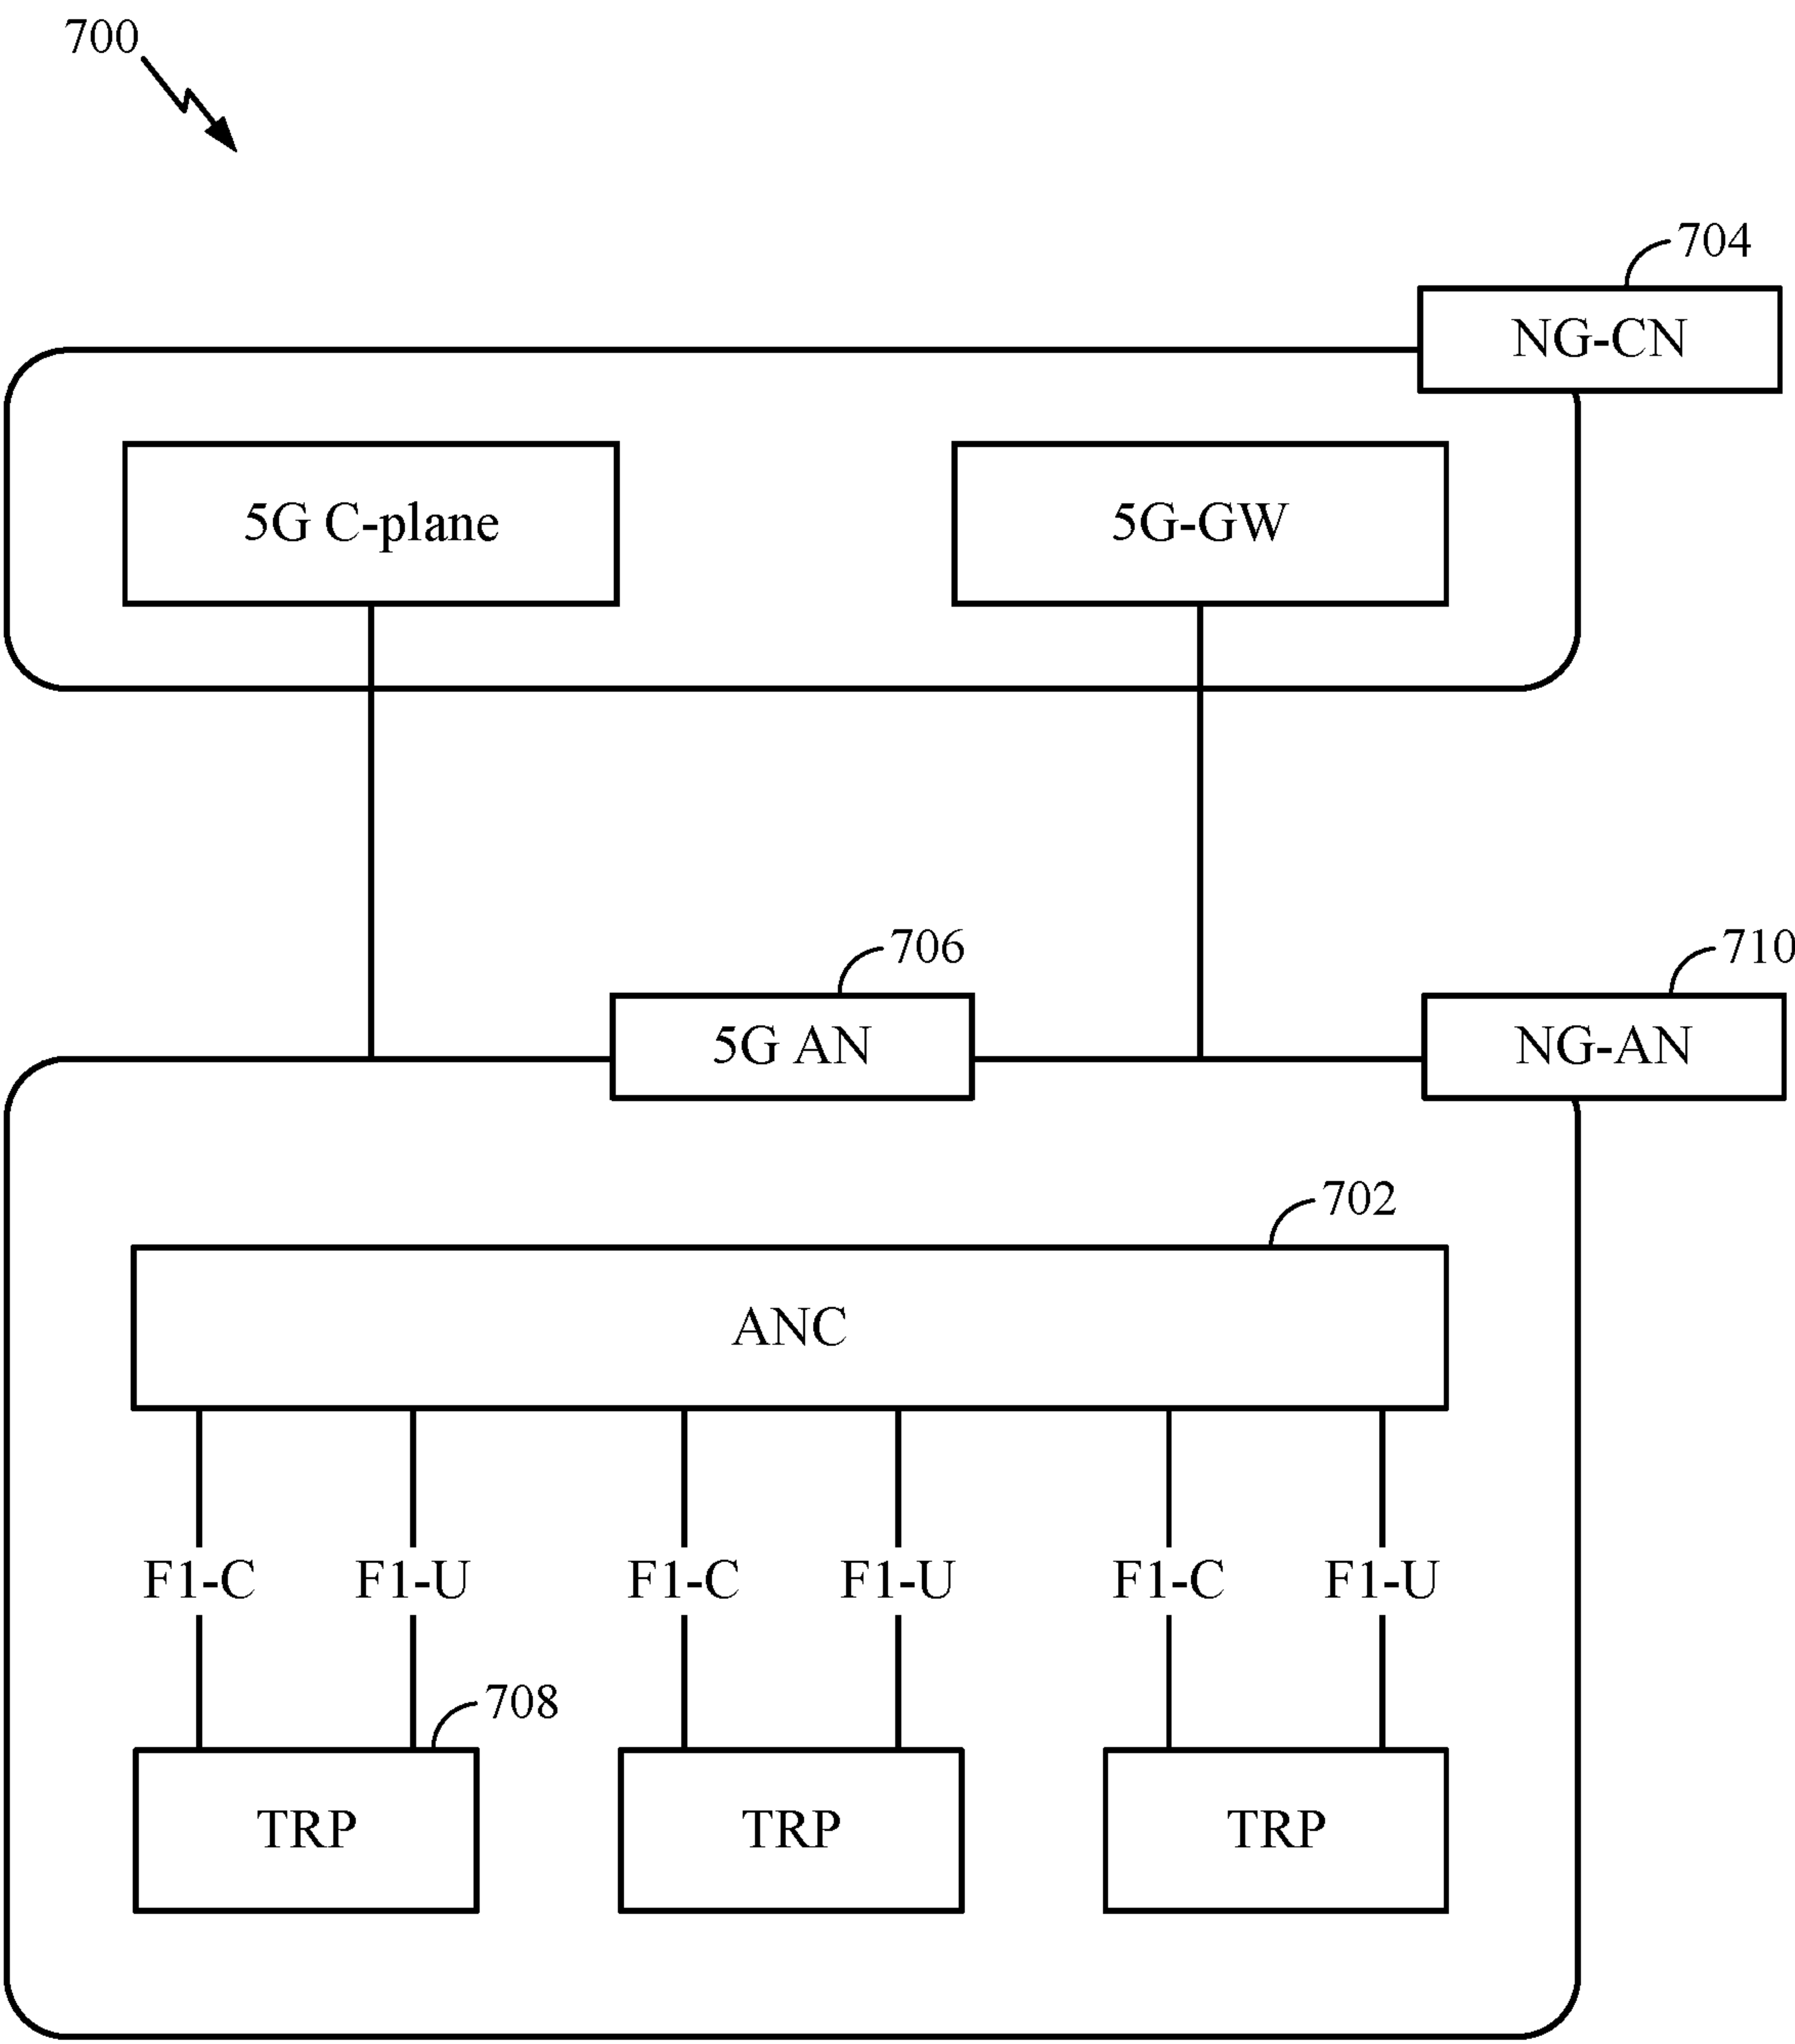 700
704
NG-CN
5G C-plane
5G-GW
706
710
5G AN
NG-AN
702
ANC
F1-C F1-U F1-C F1-U F1-C F1-U
708
TRP TRP TRP